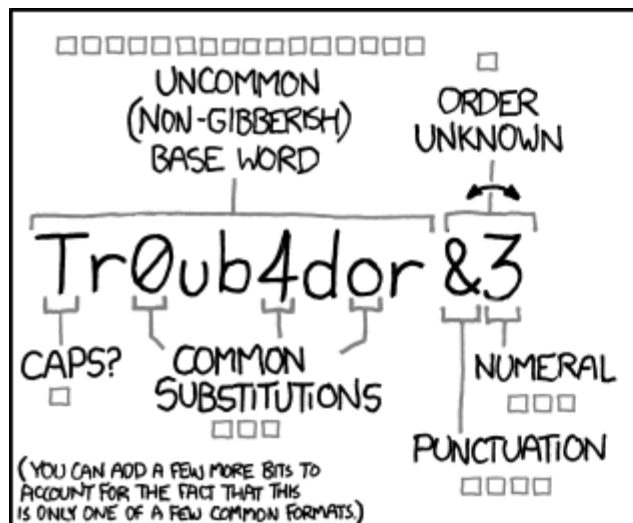 UNCOMMON
(NON-GIBBERISH)
BASE WORD
ORDER
UNKNOWN
Tr0ub4dor &3
CAPS?
COMMON
SUBSTITUTIONS
NUMERAL
PUNCTUATION
(YOU CAN ADD A FEW MORE BITS TO
ACCOUNT FOR THE FACT THAT THIS
IS ONLY ONE OF A FEW COMMON FORMATS.)